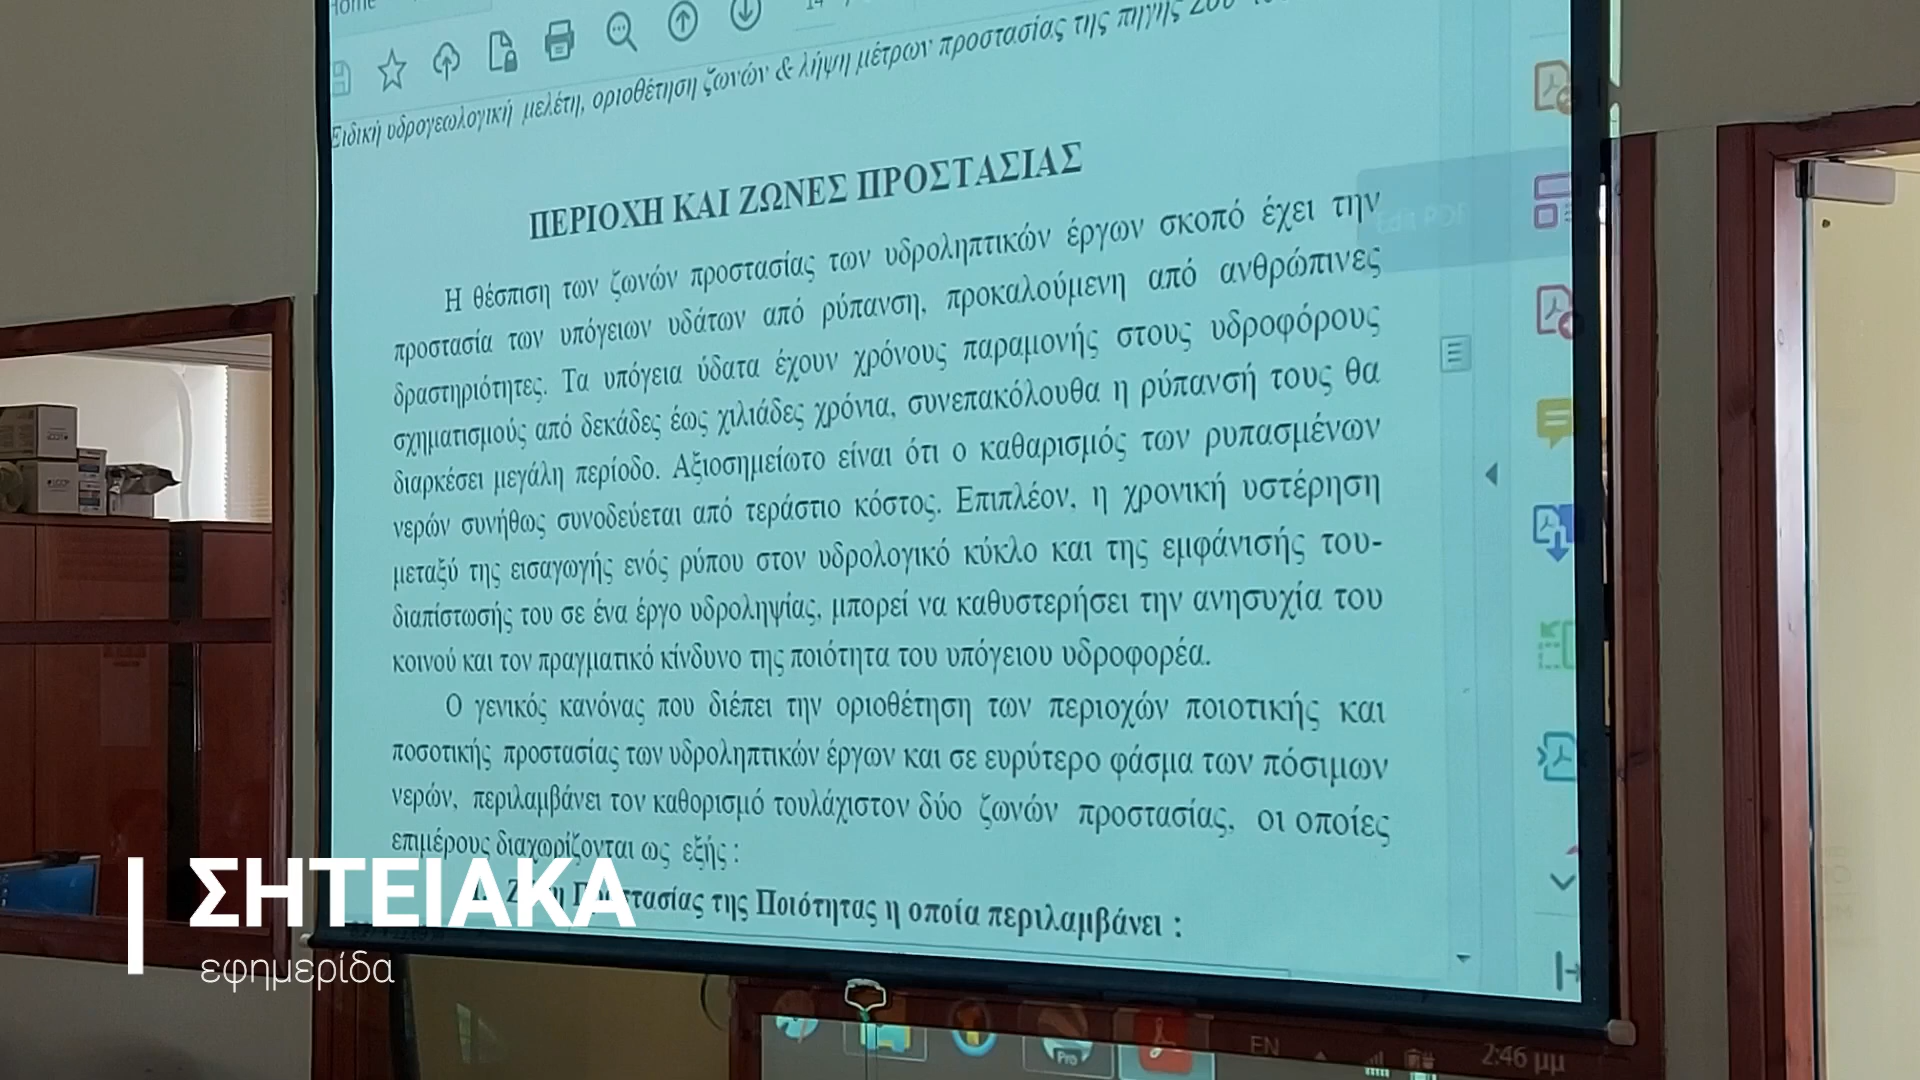 Home
14
Ειδική υδρογεωλογική μελέτη, οριοθέτηση ζωνών & λήψη μέτρων προστασίας της πηγής Ζου
ΠΕΡΙΟΧΗ ΚΑΙ ΖΩΝΕΣ ΠΡΟΣΤΑΣΙΑΣ
Η θέσπιση των ζωνών προστασίας των υδροληπτικών έργων σκοπό έχει την
προστασία των υπόγειων υδάτων από ρύπανση, προκαλούμενη από ανθρώπινες
δραστηριότητες. Τα υπόγεια ύδατα έχουν χρόνους παραμονής στους υδροφόρους
σχηματισμούς από δεκάδες έως χιλιάδες χρόνια, συνεπακόλουθα η ρύπανσή τους θα
διαρκέσει μεγάλη περίοδο. Αξιοσημείωτο είναι ότι ο καθαρισμός των ρυπασμένων
νερών συνήθως συνοδεύεται από τεράστιο κόστος. Επιπλέον, η χρονική υστέρηση
μεταξύ της εισαγωγής ενός ρύπου στον υδρολογικό κύκλο και της εμφάνισής του-
διαπίστωσής του σε ένα έργο υδροληψίας, μπορεί να καθυστερήσει την ανησυχία του
κοινού και τον πραγματικό κίνδυνο της ποιότητα του υπόγειου υδροφορέα.
Ο γενικός κανόνας που διέπει την οριοθέτηση των περιοχών ποιοτικής και
ποσοτικής προστασίας των υδροληπτικών έργων και σε ευρύτερο φάσμα των πόσιμων
νερών, περιλαμβάνει τον καθορισμό τουλάχιστον δύο ζωνών προστασίας, οι οποίες
επιμέρους διαχωρίζονται ως εξής :
της Ποιότητας η οποία περιλαμβάνει :
Edit PDF
ΣΗΤΕΙΑΚΑ
εφημερίδα
Pro
EN
2:46 μμ